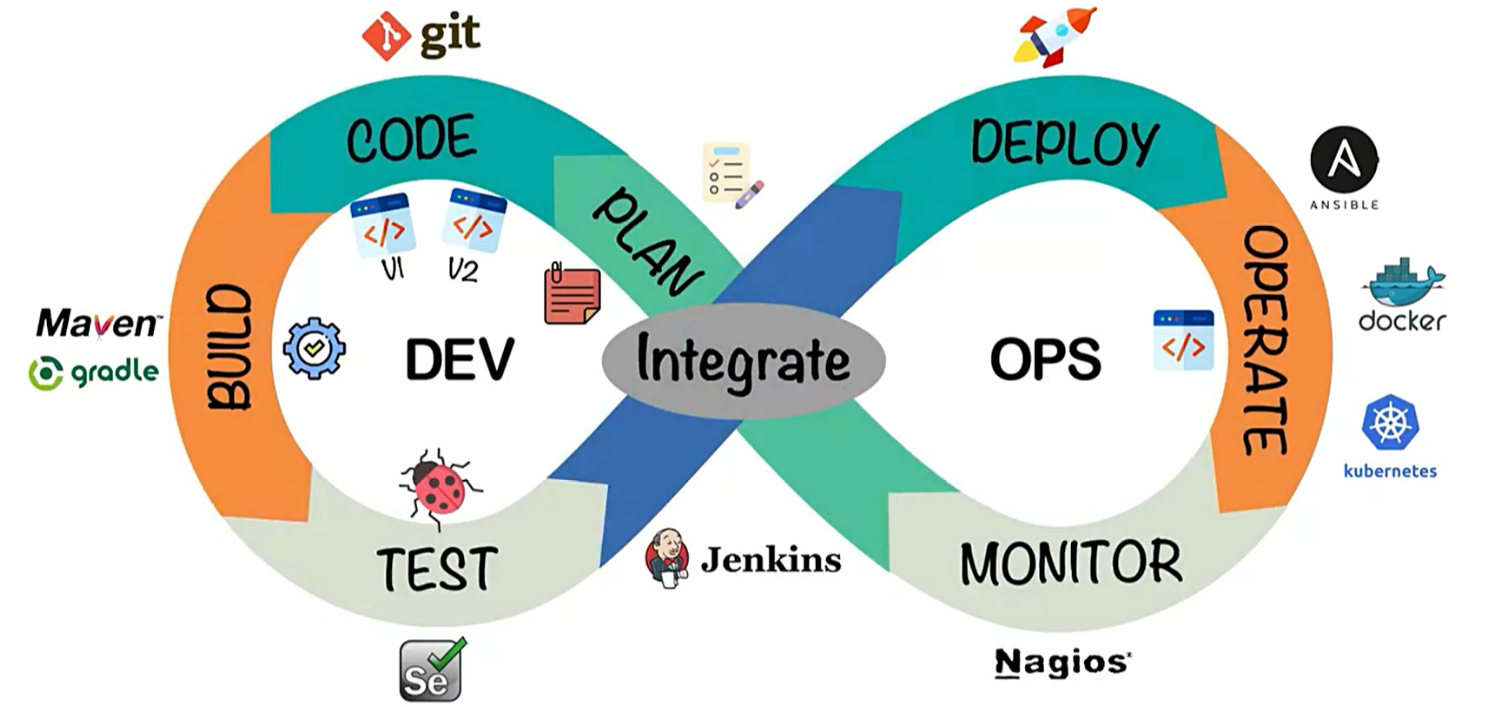 git
CODE
DEPLOY
PLAN
</>
</>
V1
V2
ANSIBLE
OPERATE
docker
Maven™
gradle
BUILD
DEV
Integrate
OPS
</>
kubernetes
TEST
Jenkins
MONITOR
Se
Nagios®